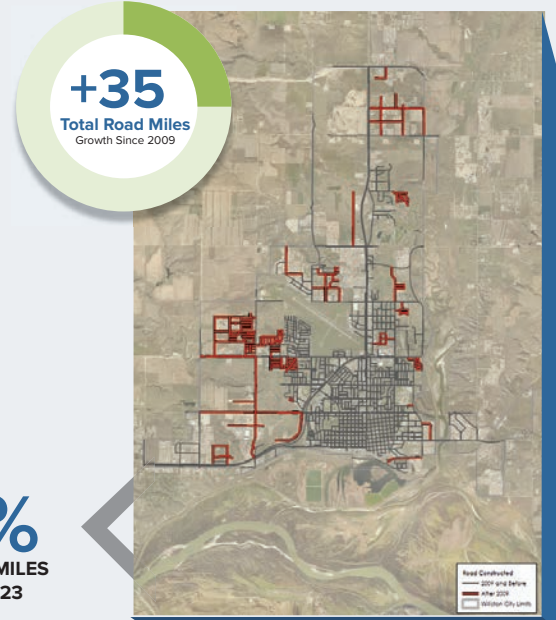 +35
Total Road Miles
Growth Since 2009
%
MILES
23
Road Constructed
2009 and Before
After 2009
Williston City Limits